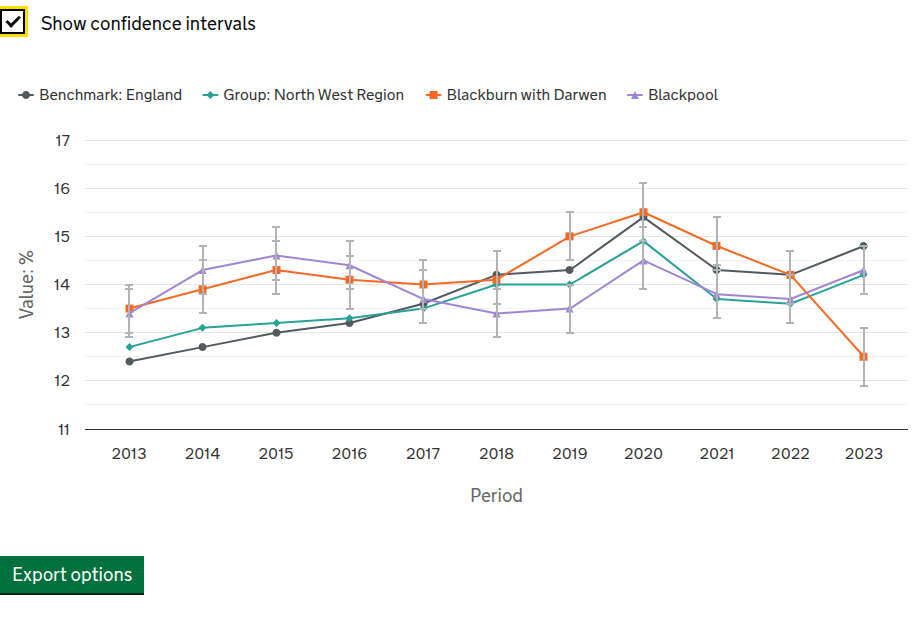 Show confidence intervals
Benchmark: England Group: North West Region Blackburn with Darwen Blackpool
17
16
15
14
13
12
11
Value: %
2013 2014 2015 2016 2017 2018 2019 2020 2021 2022 2023
Period
Export options